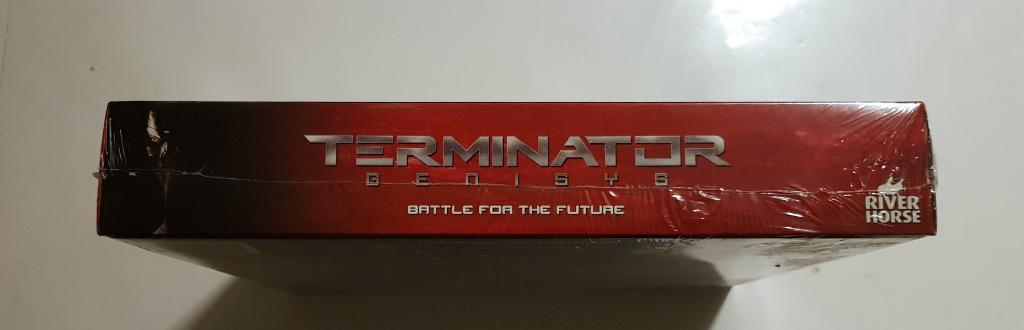 TERMINATOR
GENISYS
BATTLE FOR THE FUTURE
RIVER
HORSE